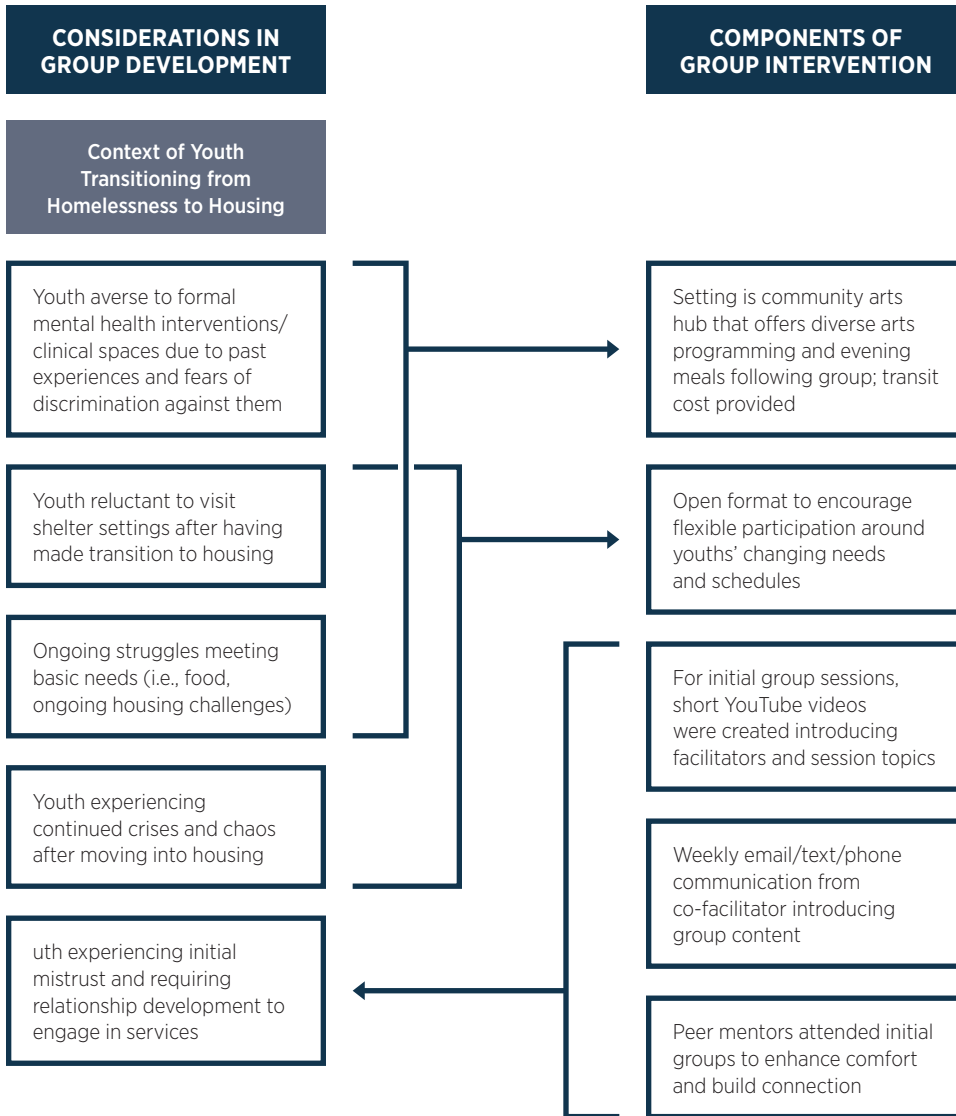 CONSIDERATIONS IN
GROUP DEVELOPMENT
Context of Youth
Transitioning from
Homelessness to Housing
Youth averse to formal
mental health interventions/
clinical spaces due to past
experiences and fears of
discrimination against them
Youth reluctant to visit
shelter settings after having
made transition to housing
Ongoing struggles meeting
basic needs (i.e., food,
ongoing housing challenges)
Youth experiencing
continued crises and chaos
after moving into housing
uth experiencing initial
mistrust and requiring
relationship development to
engage in services
COMPONENTS OF
GROUP INTERVENTION
Setting is community arts
hub that offers diverse arts
programming and evening
meals following group; transit
cost provided
Open format to encourage
flexible participation around
youths' changing needs
and schedules
For initial group sessions,
short YouTube videos
were created introducing
facilitators and session topics
Weekly email/text/phone
communication from
co-facilitator introducing
group content
Peer mentors attended initial
groups to enhance comfort
and build connection